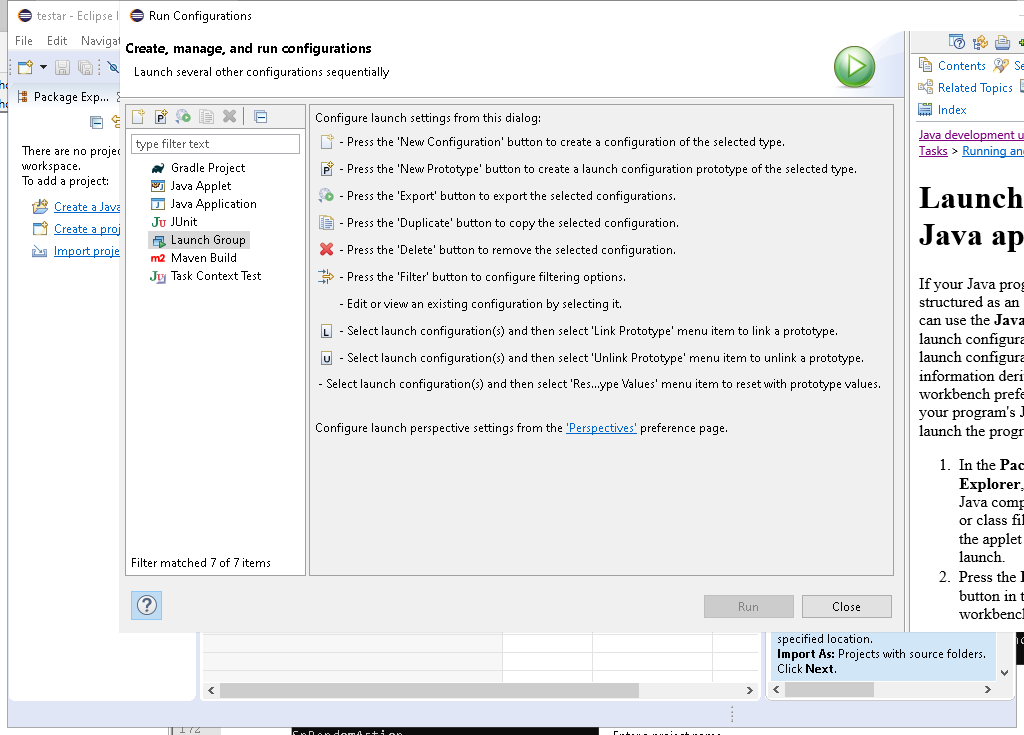 testar - Eclipse I
Run Configurations
File Edit Navigat
Create, manage, and run configurations
Launch several other configurations sequentially
Package Exp...
type filter text
Gradle Project
Java Applet
Java Application
JUnit
Launch Group
Maven Build
Task Context Test
Filter matched 7 of 7 items
There are no projec
workspace.
To add a project:
Create a Java
Create a proj
Import proje
Configure launch settings from this dialog:
- Press the 'New Configuration' button to create a configuration of the selected type.
- Press the 'New Prototype' button to create a launch configuration prototype of the selected type.
- Press the 'Export' button to export the selected configurations.
- Press the 'Duplicate' button to copy the selected configuration.
- Press the 'Delete' button to remove the selected configuration.
- Press the 'Filter' button to configure filtering options.
- Edit or view an existing configuration by selecting it.
L - Select launch configuration(s) and then select 'Link Prototype' menu item to link a prototype.
U - Select launch configuration(s) and then select 'Unlink Prototype' menu item to unlink a prototype.
- Select launch configuration(s) and then select 'Res...ype Values' menu item to reset with prototype values.
Configure launch perspective settings from the 'Perspectives' preference page.
Run
Close
Contents Se
Related Topics
Index
Java development u
Tasks > Running and
Launch
Java ap
If your Java prog
structured as an
can use the Java
launch configura
launch configura
information deri
workbench prefe
your program's J
launch the progr
1. In the Pac
Explorer,
Java comp
or class fil
the applet
launch.
2. Press the
button in t
workbenc
specified location.
Import As: Projects with source folders.
Click Next.
172
SpRandomAction
Enter a project name